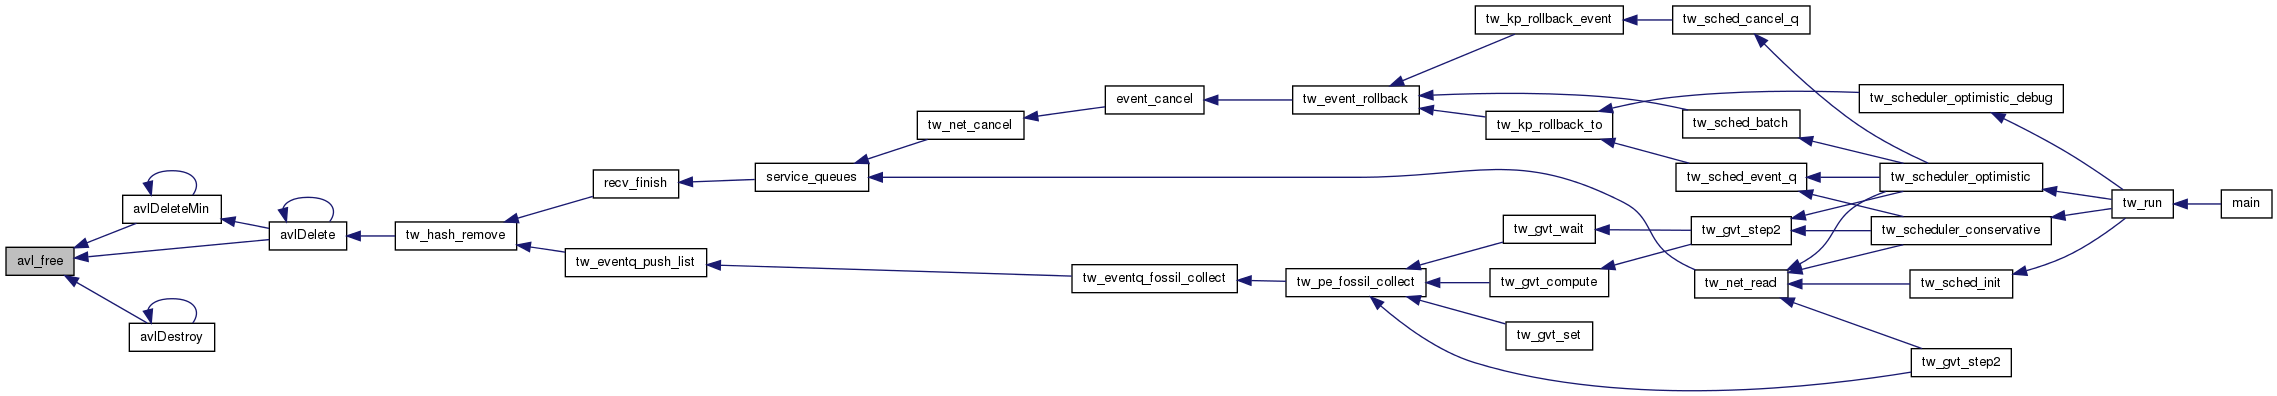 tw_kp_rollback_event
tw_sched_cancel_q
event_cancel
tw_event_rollback
tw_scheduler_optimistic_debug
tw_net_cancel
tw_kp_rollback_to
tw_sched_batch
recv_finish
service_queues
tw_sched_event_q
tw_scheduler_optimistic
avlDeleteMin
tw_run
main
avlDelete
tw_hash_remove
tw_gvt_wait
tw_gvt_step2
tw_scheduler_conservative
avl_free
tw_eventq_push_list
tw_eventq_fossil_collect
tw_pe_fossil_collect
tw_gvt_compute
tw_net_read
tw_sched_init
avlDestroy
tw_gvt_set
tw_gvt_step2